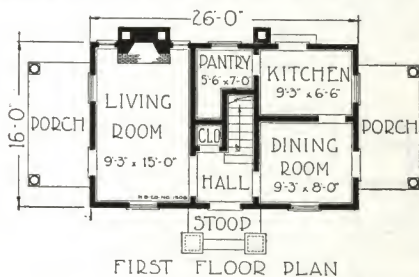 26'-0"
16'-0"
PORCH
LIVING
ROOM
9'-3" x 15'-0"
PANTRY
5'-6" x 7'-0"
KITCHEN
9'-3" x 6'-6"
CLO
HALL
DINING
ROOM
9'-3" x 8'-0"
PORCH
STOOP
FIRST FLOOR PLAN